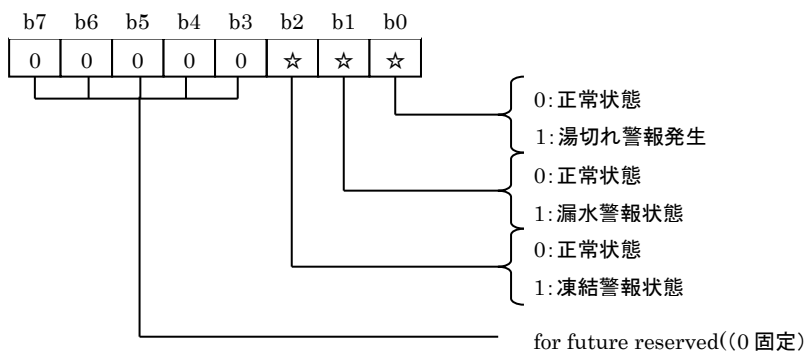 b7 b6 b5 b4 b3 b2 b1 b0
0 0 0 0 0 ☆ ☆ ☆
0:正常状態
1:湯切れ警報発生
0:正常状態
1:漏水警報状態
0:正常状態
1:凍結警報状態
for future reserved((0 固定)